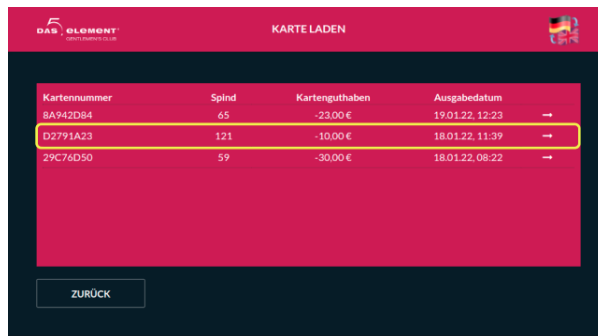 DAS 5 ELEMENT
GENTLEMEN'S CLUB
KARTE LADEN
Kartennummer Spind Kartenguthaben Ausgabedatum
8A942D84 65 -23,00 € 19.01.22, 12:23 →
D2791A23 121 -10,00 € 18.01.22, 11:39 →
29C76D50 59 -30,00 € 18.01.22, 08:22 →
ZURÜCK